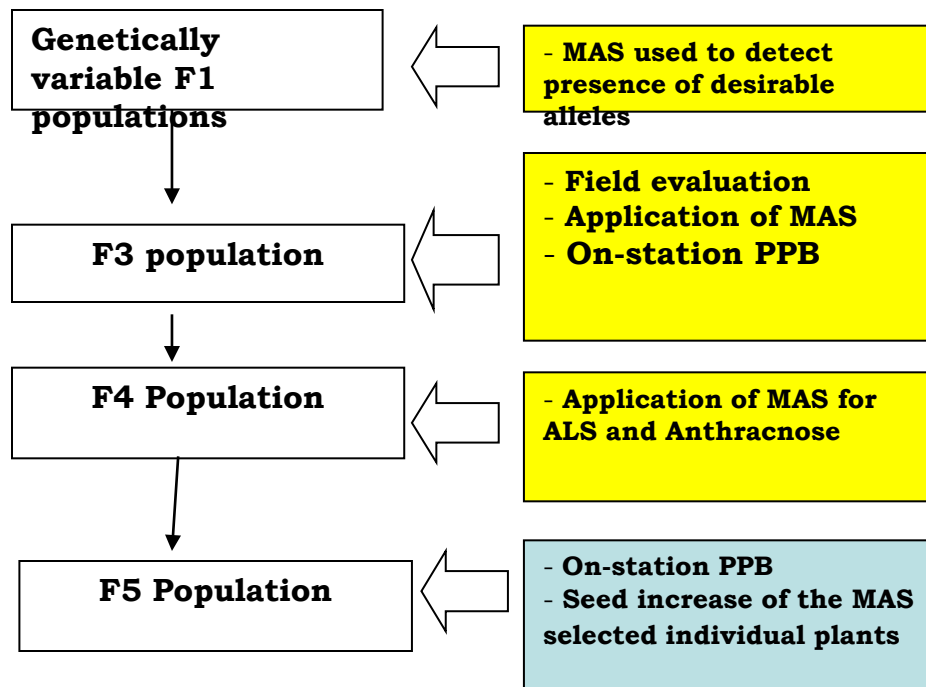 Genetically
variable F1
populations
- MAS used to detect
presence of desirable
alleles
F3 population
- Field evaluation
- Application of MAS
- On-station PPB
F4 Population
- Application of MAS for
ALS and Anthracnose
F5 Population
- On-station PPB
- Seed increase of the MAS
selected individual plants